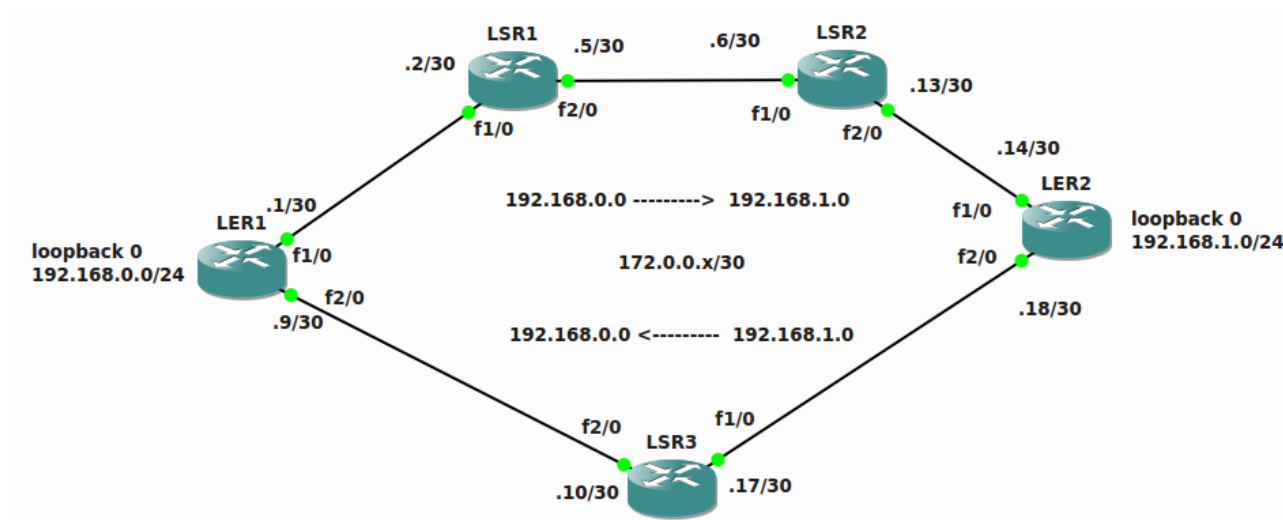 LSR1
LSR2
.2/30
.5/30
.6/30
.13/30
f1/0
f2/0
f1/0
f2/0
.14/30
192.168.0.0 ---------> 192.168.1.0
LER2
.1/30
f1/0
loopback 0
192.168.1.0/24
LER1
loopback 0
192.168.0.0/24
f1/0
172.0.0.x/30
f2/0
f2/0
.9/30
.18/30
192.168.0.0 <--------- 192.168.1.0
f2/0
f1/0
LSR3
.10/30
.17/30